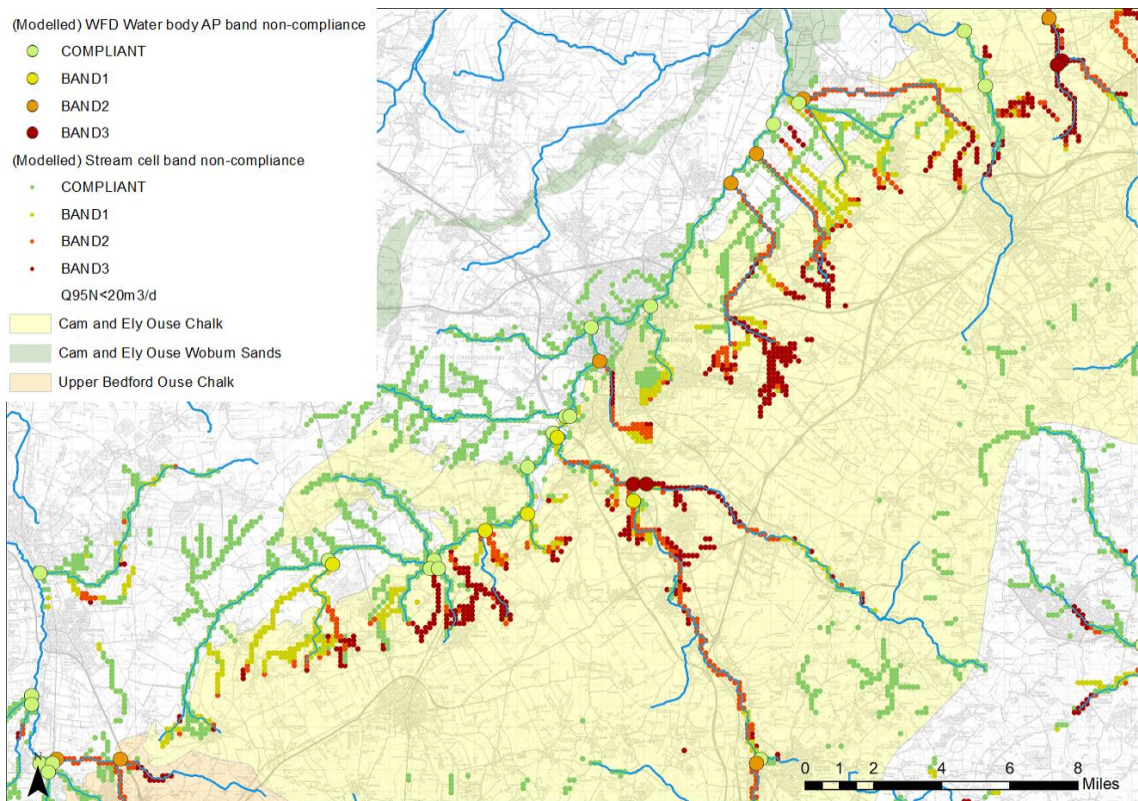 (Modelled) WFD Water body AP band non-compliance
COMPLIANT
BAND1
BAND2
BAND3
(Modelled) Stream cell band non-compliance
COMPLIANT
BAND1
BAND2
BAND3
Q95N<20m3/d
Cam and Ely Ouse Chalk
Cam and Ely Ouse Woburn Sands
Upper Bedford Ouse Chalk
N
0 1 2 4 6 8
Miles